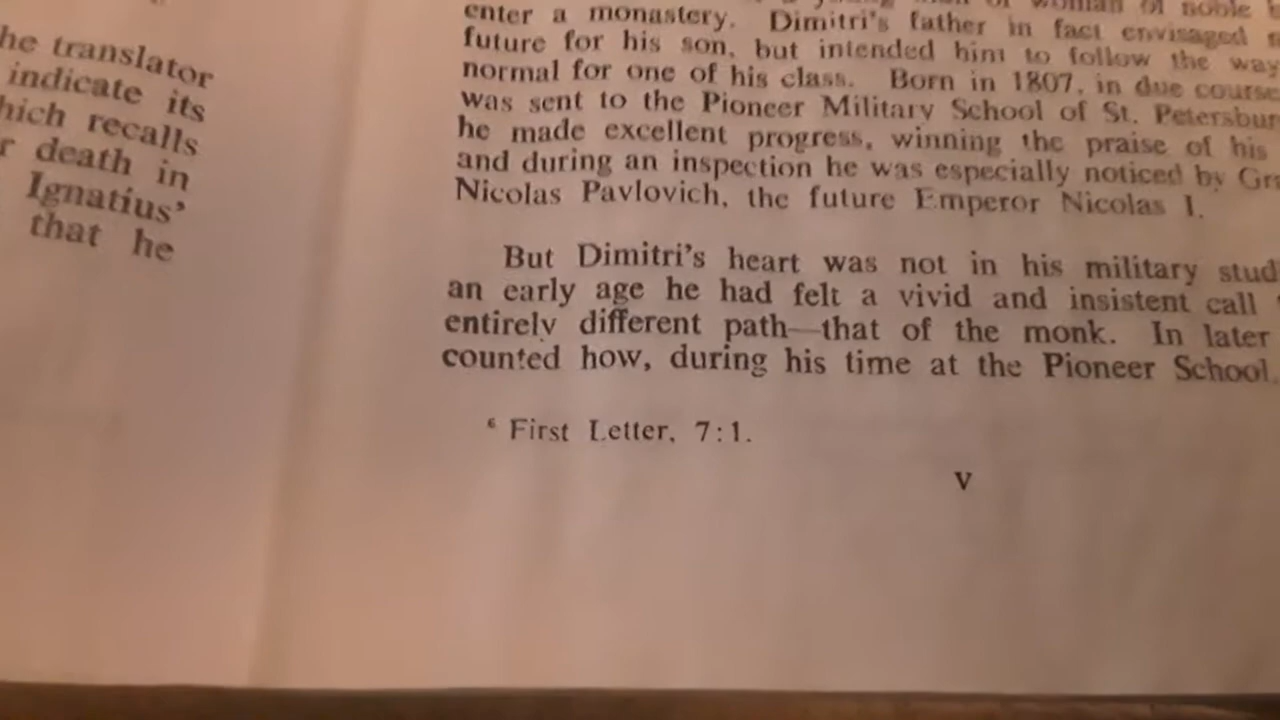 he translator
indicate its
hich recalls
r death in
Ignatius’
that he
woman of noble
enter a monastery. Dimitri’s father in fact envisaged
future for his son, but intended him to follow the way
normal for one of his class. Born in 1807, in due course
was sent to the Pioneer Military School of St. Petersbur
he made excellent progress, winning the praise of his
and during an inspection he was especially noticed by Gr
Nicolas Pavlovich, the future Emperor Nicolas I.
But Dimitri’s heart was not in his military stud
an early age he had felt a vivid and insistent call
entirely different path—that of the monk. In later
counted how, during his time at the Pioneer School,
6 First Letter, 7:1.
v